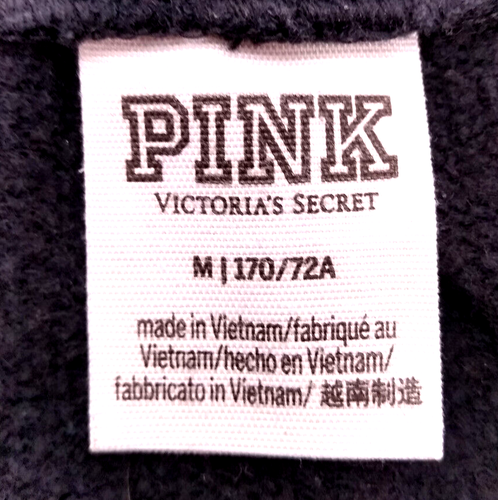 PINK
VICTORIA'S SECRET
M | 170/72A
made in Vietnam/fabriqué au
Vietnam/hecho en Vietnam/
fabbricato in Vietnam/ 越南制造